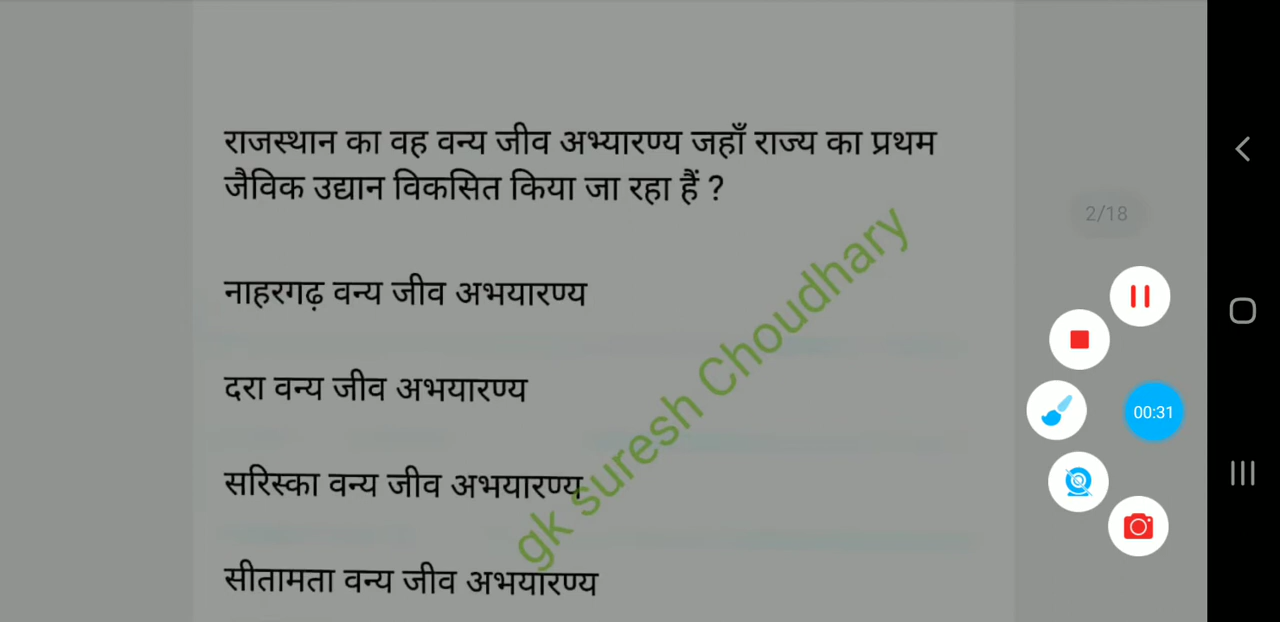 राजस्थान का वह वन्य जीव अभ्यारण्य जहाँ राज्य का प्रथम
जैविक उद्यान विकसित किया जा रहा हैं ?
2/18
नाहरगढ़ वन्य जीव अभयारण्य
दरा वन्य जीव अभयारण्य
00:31
सरिस्का वन्य जीव अभयारण्य
gk suresh Choudhary
सीतामता वन्य जीव अभयारण्य